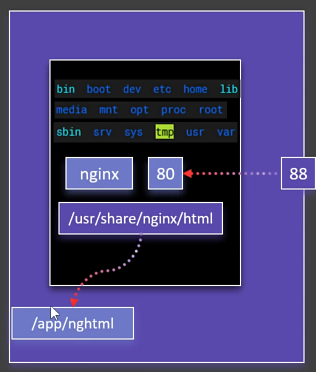 bin boot dev etc home lib
media mnt opt proc root
sbin srv sys tmp usr var
nginx 80 88
/usr/share/nginx/html
/app/nghtml